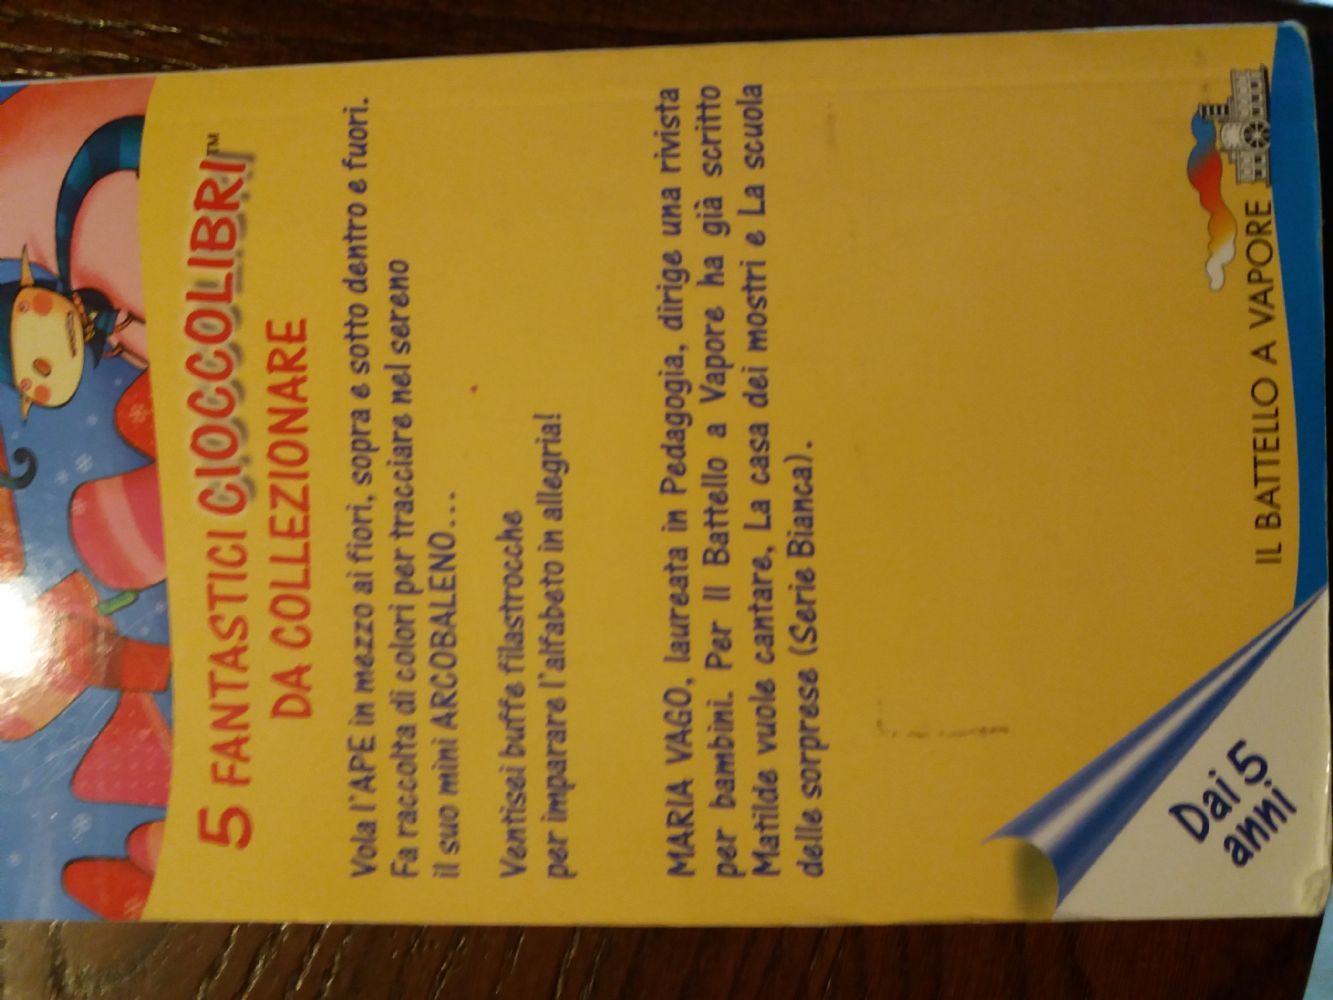 5 FANTASTICI CIOCCOLIBRI™
DA COLLEZIONARE
Vola l'APE in mezzo ai fiori, sopra e sotto dentro e fuori.
Fa raccolta di colori per tracciare nel sereno
il suo mini ARCOBALENO...
Ventisei buffe filastrocche
per imparare l'alfabeto in allegria!
MARIA VAGO, laureata in Pedagogia, dirige una rivista
per bambini. Per Il Battello a Vapore ha già scritto
Matilde vuole cantare, La casa dei mostri e La scuola
delle sorprese (Serie Bianca).
Dai 5
anni
IL BATTELLO A VAPORE